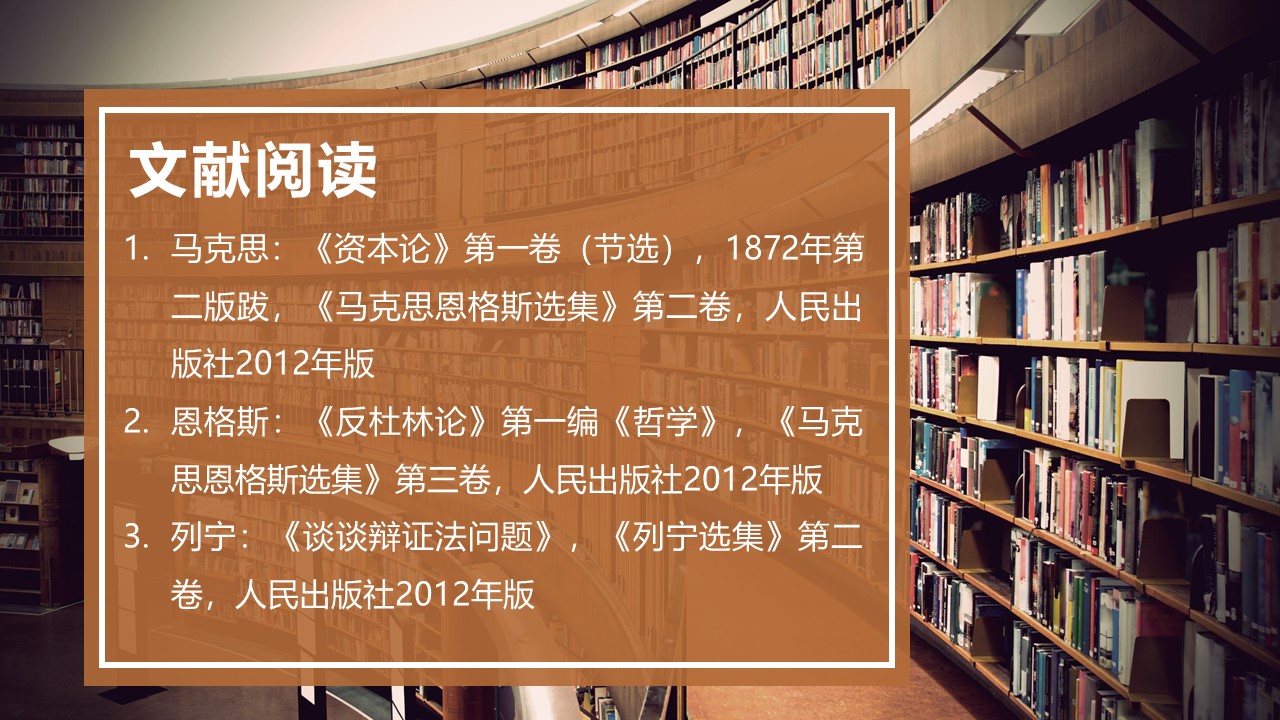 文献阅读
1. 马克思：《资本论》第一卷（节选），1872年第
二版跋，《马克思恩格斯选集》第二卷，人民出
版社2012年版
2. 恩格斯：《反杜林论》第一编《哲学》，《马克
思恩格斯选集》第三卷，人民出版社2012年版
3. 列宁：《谈谈辩证法问题》，《列宁选集》第二
卷，人民出版社2012年版